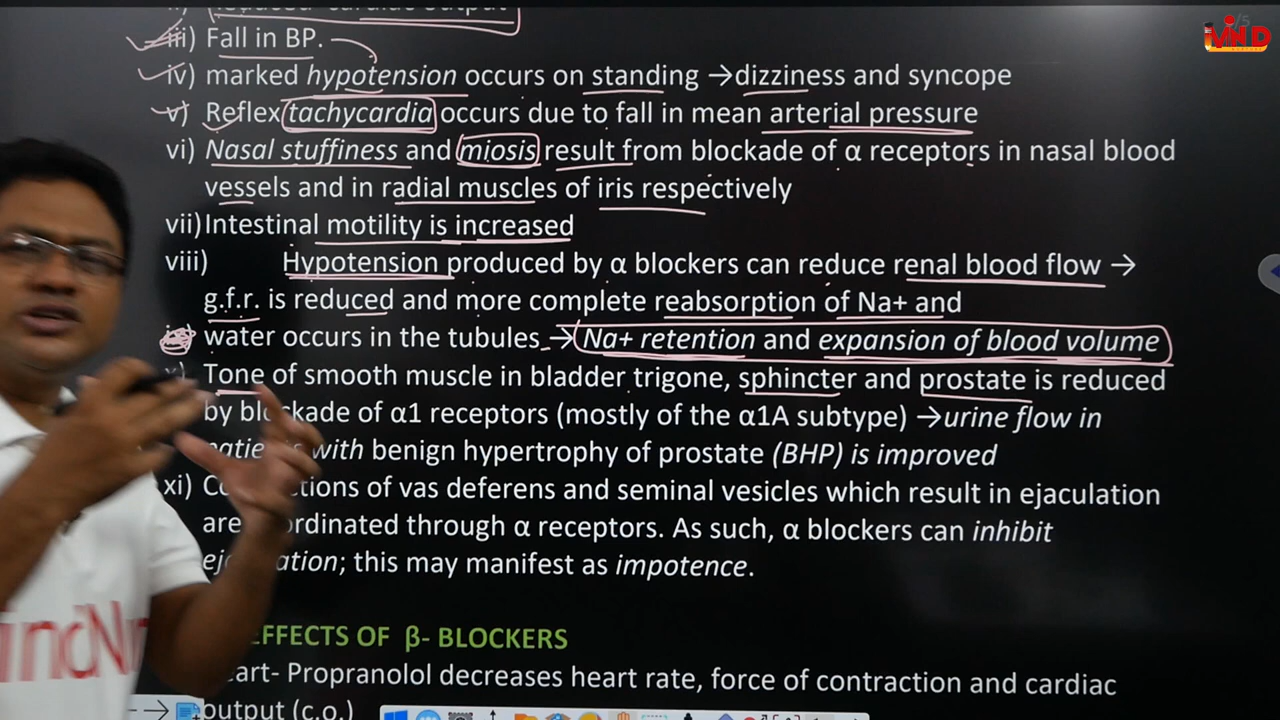 iii) Fall in BP.
iv) marked hypotension occurs on standing →dizziness and syncope
v) Reflex tachycardia occurs due to fall in mean arterial pressure
vi) Nasal stuffiness and miosis result from blockade of α receptors in nasal blood
vessels and in radial muscles of iris respectively
vii) Intestinal motility is increased
viii) Hypotension produced by α blockers can reduce renal blood flow →
g.f.r. is reduced and more complete reabsorption of Na+ and
water occurs in the tubules →Na+ retention and expansion of blood volume
x) Tone of smooth muscle in bladder trigone, sphincter and prostate is reduced
by blockade of α1 receptors (mostly of the α1A subtype) →urine flow in
with benign hypertrophy of prostate (BHP) is improved
xi) of vas deferens and seminal vesicles which result in ejaculation
are through α receptors. As such, α blockers can inhibit
this may manifest as impotence.
EFFECTS OF β- BLOCKERS
Propranolol decreases heart rate, force of contraction and cardiac
output (c.o.)